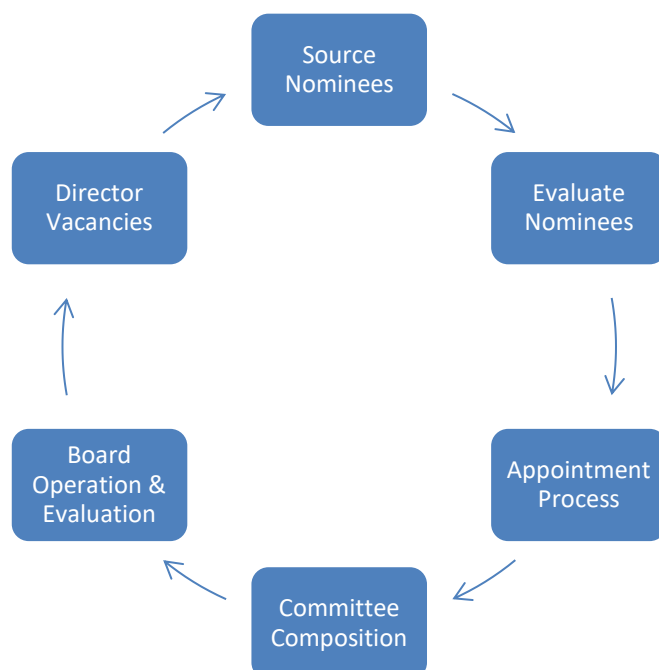 Source
Nominees
Evaluate
Nominees
Appointment
Process
Committee
Composition
Board
Operation &
Evaluation
Director
Vacancies